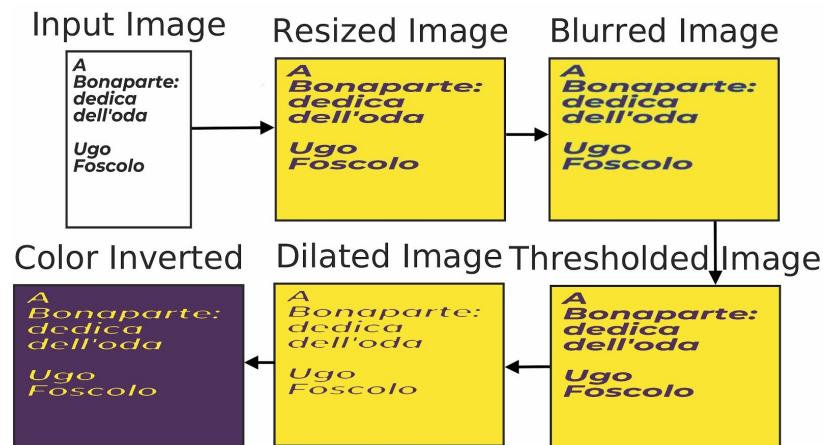 Input Image
A
Bonaparte:
dedica
dell'oda
Ugo
Foscolo
Resized Image
A
Bonaparte:
dedica
dell'oda
Ugo
Foscolo
Blurred Image
A
Bonaparte:
dedica
dell'oda
Ugo
Foscolo
Thresholded Image
A
Bonaparte:
dedica
dell'oda
Ugo
Foscolo
Dilated Image
A
Bonaparte:
dedica
dell'oda
Ugo
Foscolo
Color Inverted
A
Bonaparte:
dedica
dell'oda
Ugo
Foscolo